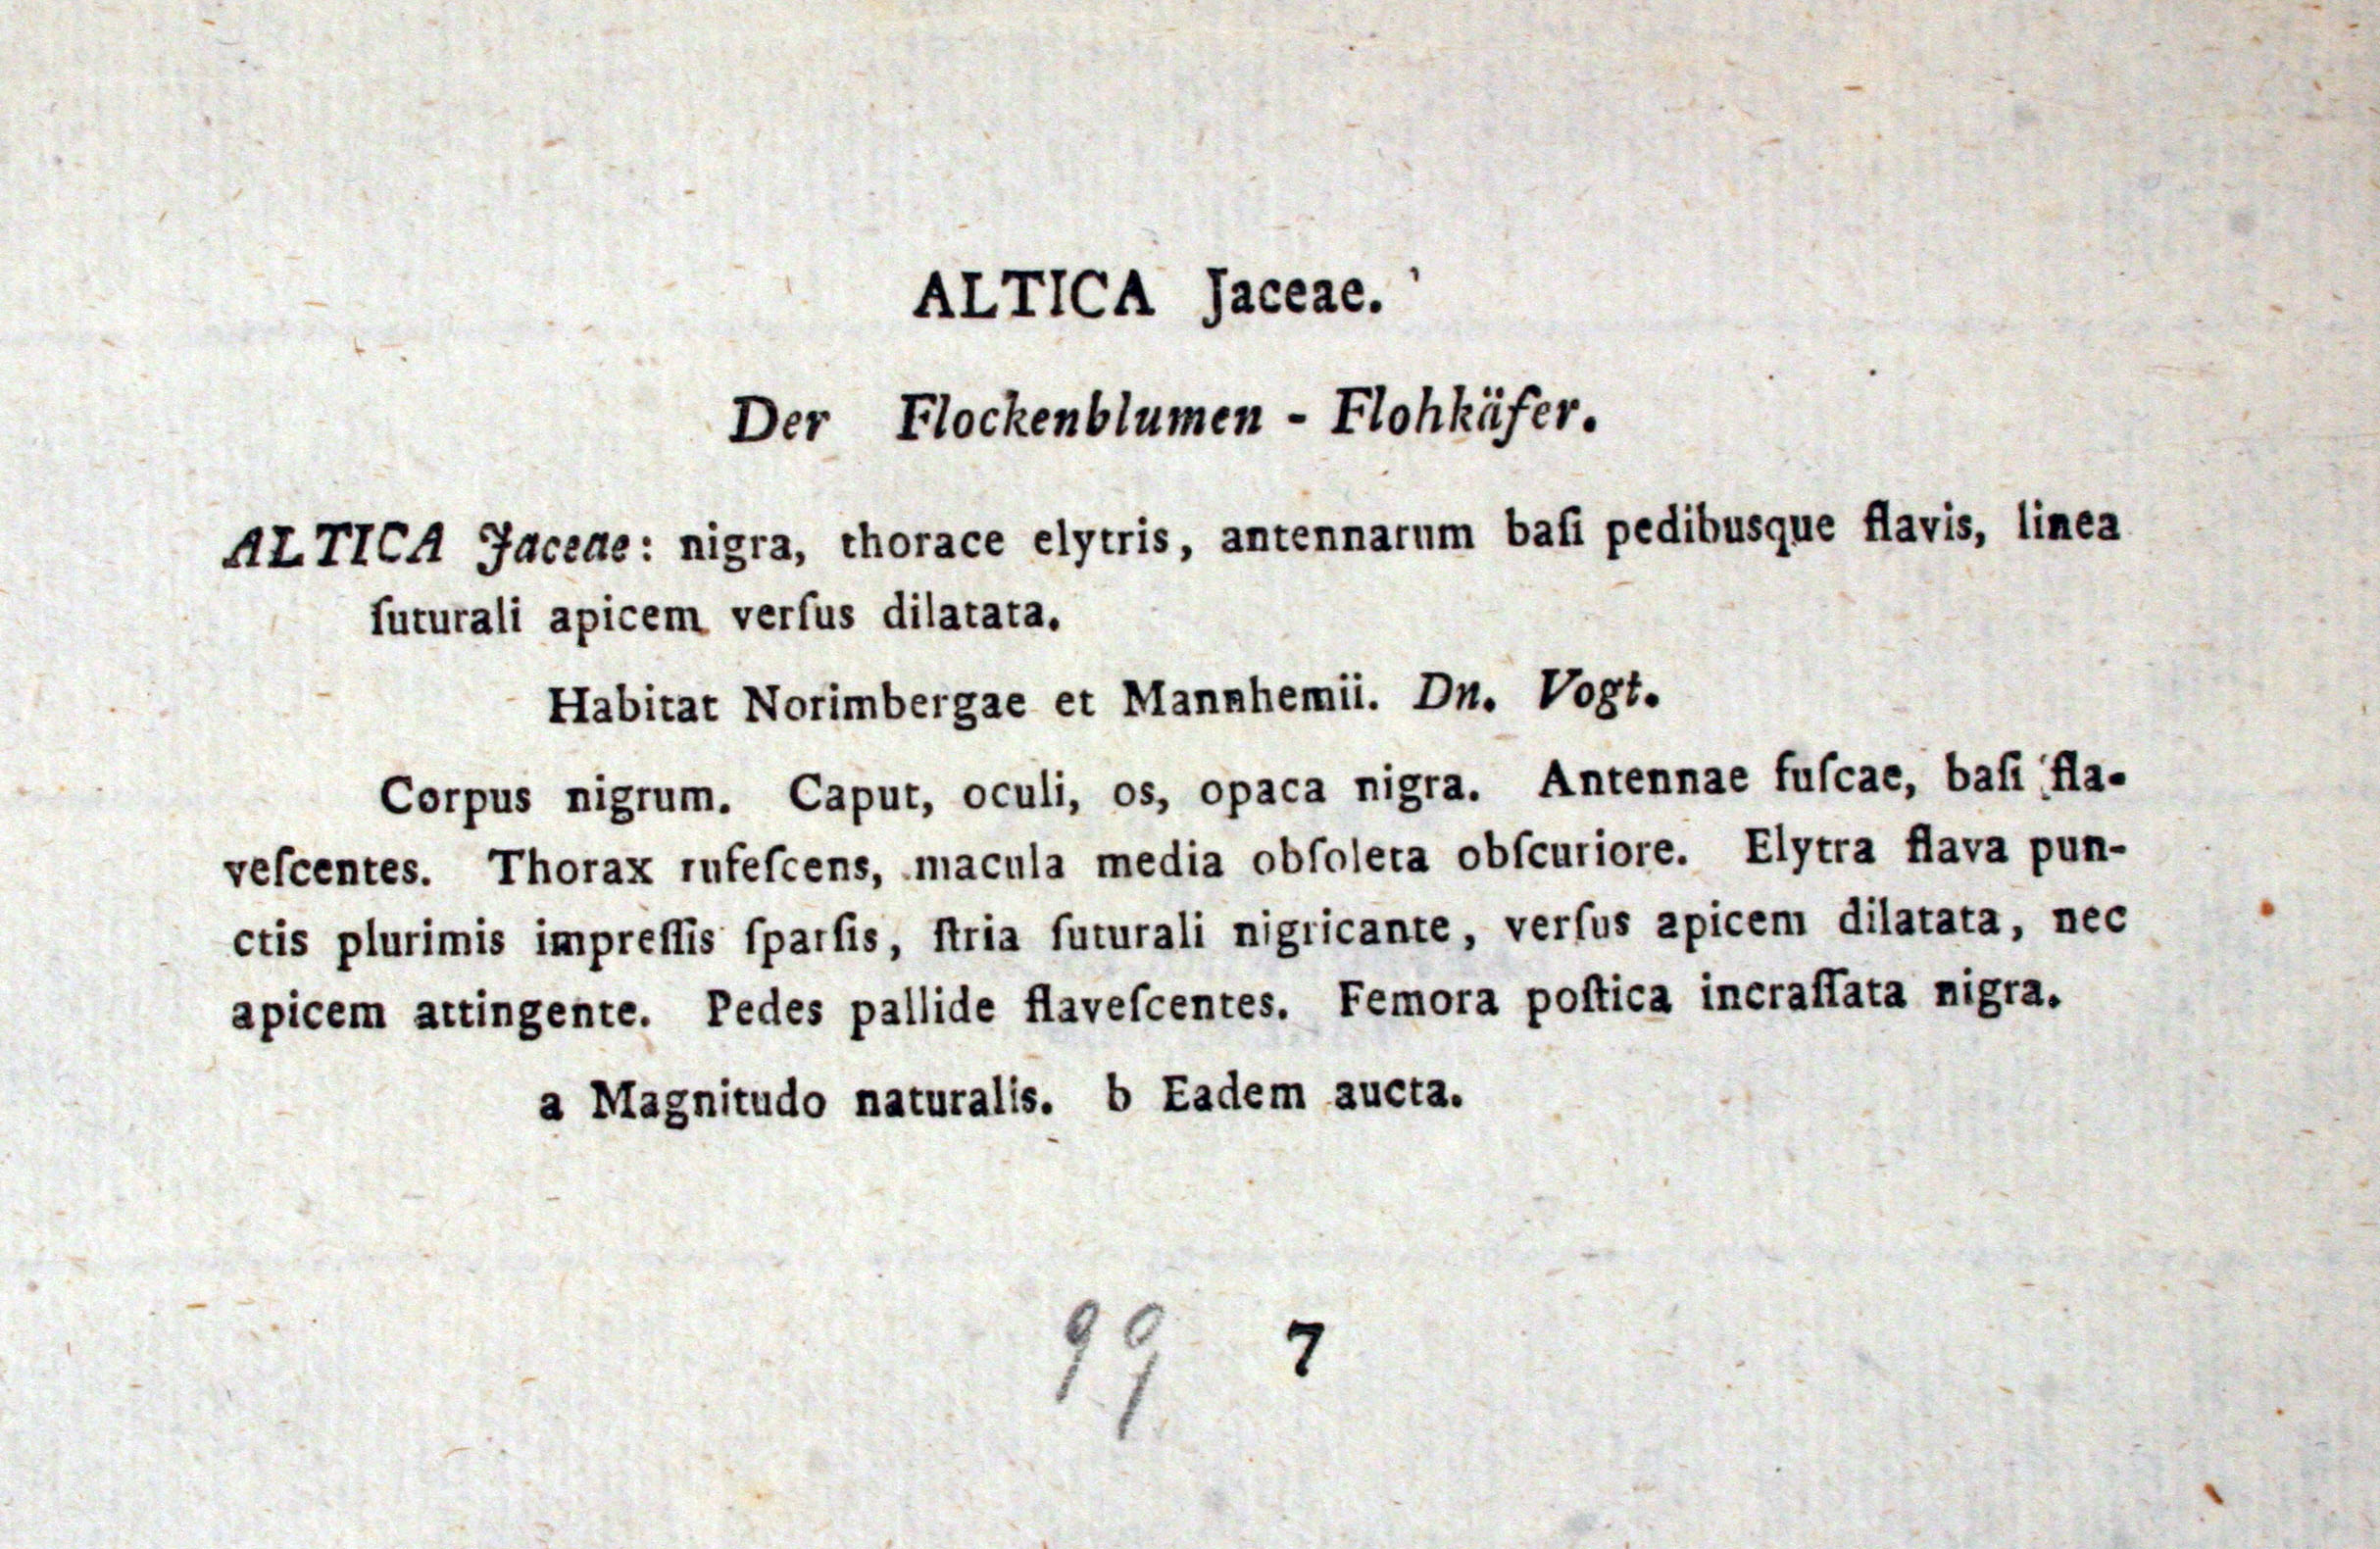 ALTICA Jaceae.
Der Flockenblumen - Flohkäfer.
ALTICA Jaceae: nigra, thorace elytris, antennarum baſi pedibusque flavis, linea
ſuturali apicem verſus dilatata.
Habitat Norimbergae et Mannhemii. Dn. Vogt.
Corpus nigrum. Caput, oculi, os, opaca nigra. Antennae fuſcae, baſi fla-
veſcentes. Thorax rufeſcens, macula media obſoleta obſcuriore. Elytra flava pun-
ctis plurimis impreſſis ſparſis, ſtria ſuturali nigricante, verſus apicem dilatata, nec
apicem attingente. Pedes pallide flaveſcentes. Femora poſtica incraſſata nigra.
a Magnitudo naturalis. b Eadem aucta.
99 7